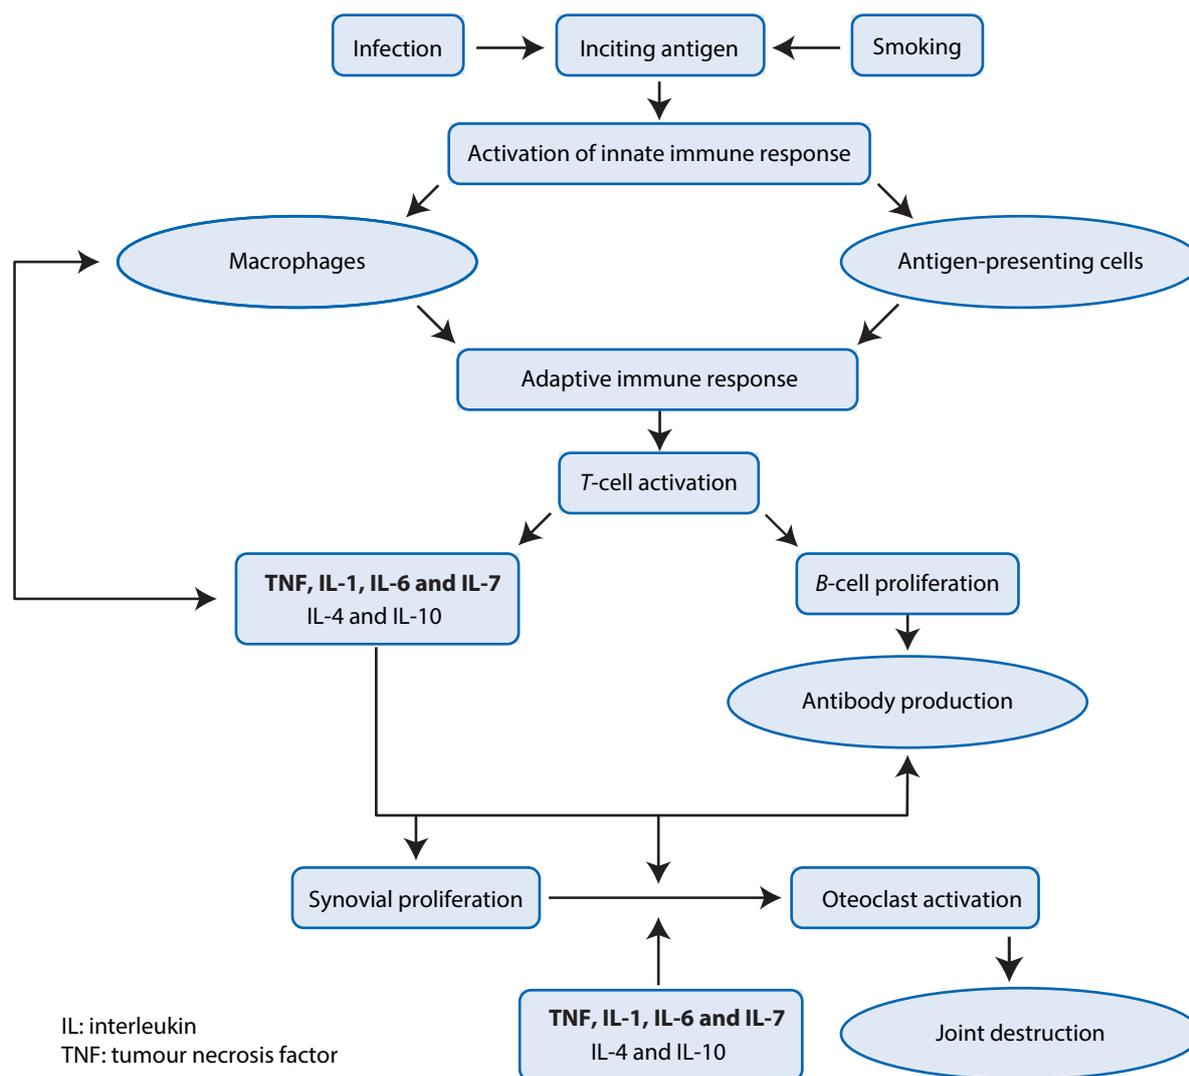 Infection
Inciting antigen
Smoking
Activation of innate immune response
Macrophages
Antigen-presenting cells
Adaptive immune response
T-cell activation
TNF, IL-1, IL-6 and IL-7
IL-4 and IL-10
B-cell proliferation
Antibody production
Synovial proliferation
Oteoclast activation
TNF, IL-1, IL-6 and IL-7
IL-4 and IL-10
Joint destruction
IL: interleukin
TNF: tumour necrosis factor